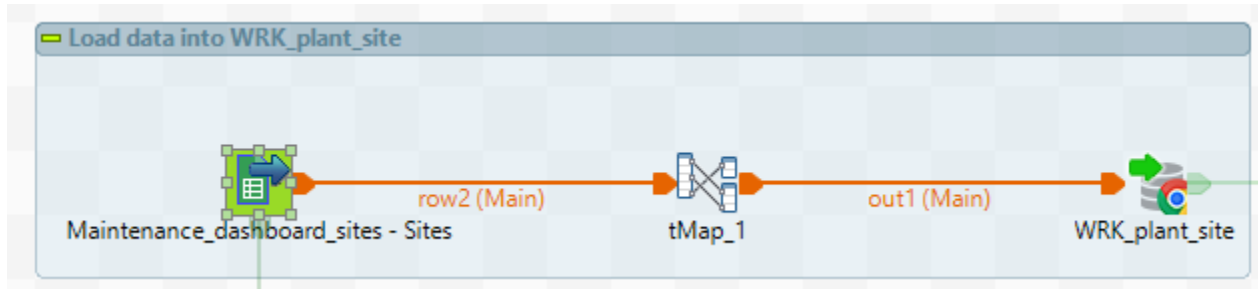 Load data into WRK_plant_site
row2 (Main)
out1 (Main)
Maintenance_dashboard_sites - Sites
tMap_1
WRK_plant_site